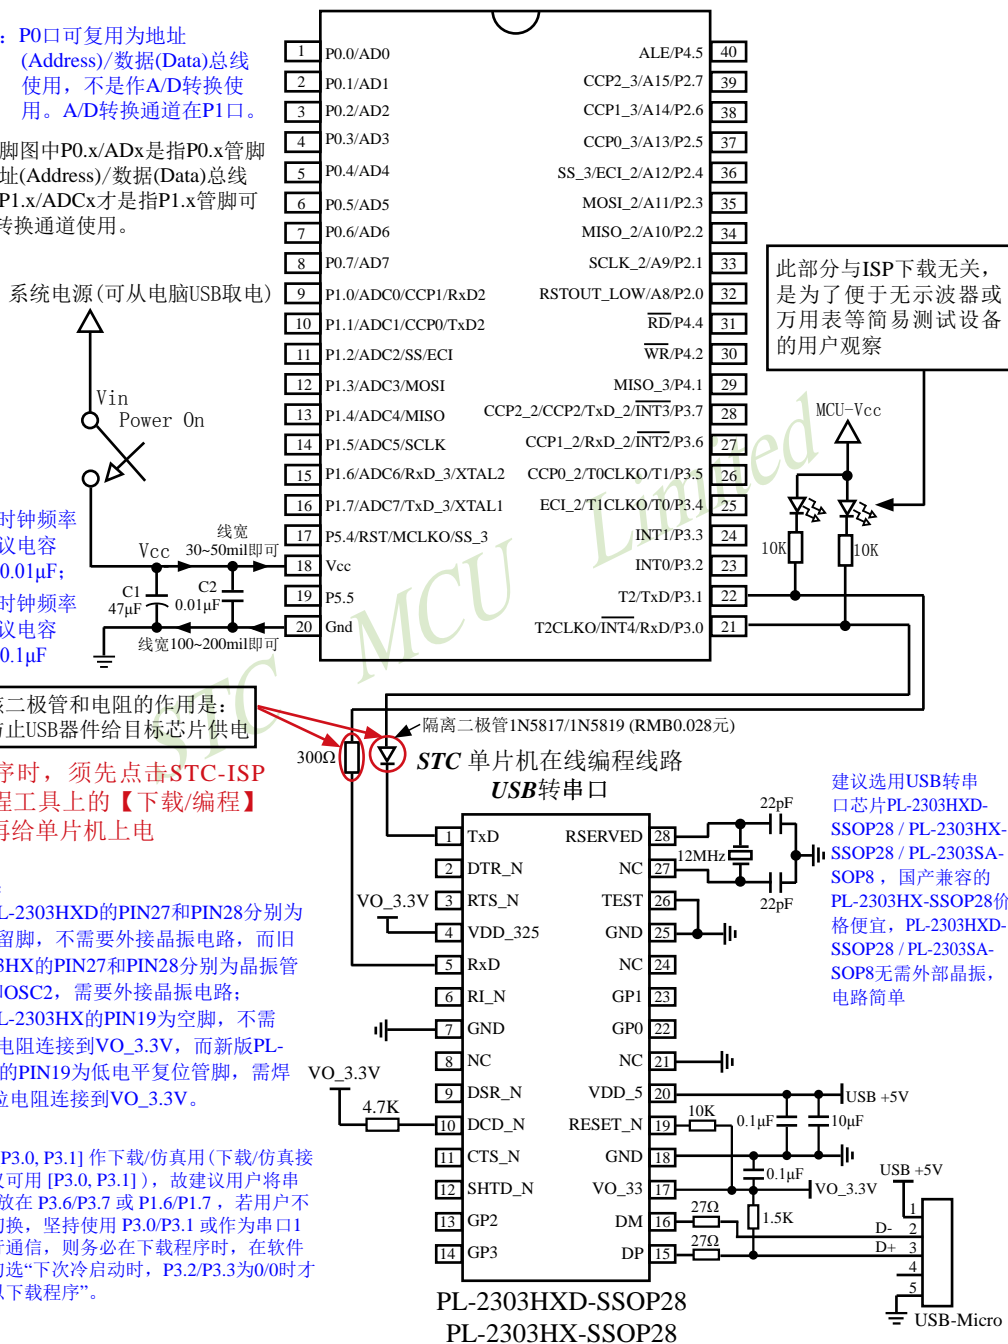 ：P0口可复用为地址
(Address)/数据(Data)总线
使用，不是作A/D转换使
用。A/D转换通道在P1口。
脚图中P0.x/ADx是指P0.x管脚
址(Address)/数据(Data)总线
P1.x/ADCx才是指P1.x管脚可
转换通道使用。
系统电源(可从电脑USB取电)
Vin
Power On
时钟频率
议电容
0.01μF；
时钟频率
议电容
0.1μF
Vcc
线宽
30~50mil即可
C1
47μF
C2
0.01μF
线宽100~200mil即可
1 P0.0/AD0
2 P0.1/AD1
3 P0.2/AD2
4 P0.3/AD3
5 P0.4/AD4
6 P0.5/AD5
7 P0.6/AD6
8 P0.7/AD7
9 P1.0/ADC0/CCP1/RxD2
10 P1.1/ADC1/CCP0/TxD2
11 P1.2/ADC2/SS/ECI
12 P1.3/ADC3/MOSI
13 P1.4/ADC4/MISO
14 P1.5/ADC5/SCLK
15 P1.6/ADC6/RxD_3/XTAL2
16 P1.7/ADC7/TxD_3/XTAL1
17 P5.4/RST/MCLKO/SS_3
18 Vcc
19 P5.5
20 Gnd
ALE/P4.5 40
CCP2_3/A15/P2.7 39
CCP1_3/A14/P2.6 38
CCP0_3/A13/P2.5 37
SS_3/ECI_2/A12/P2.4 36
MOSI_2/A11/P2.3 35
MISO_2/A10/P2.2 34
SCLK_2/A9/P2.1 33
RSTOUT_LOW/A8/P2.0 32
RD/P4.4 31
WR/P4.2 30
MISO_3/P4.1 29
CCP2_2/CCP2/TxD_2/INT3/P3.7 28
CCP1_2/RxD_2/INT2/P3.6 27
CCP0_2/T0CLKO/T1/P3.5 26
ECI_2/T1CLKO/T0/P3.4 25
INT1/P3.3 24
INT0/P3.2 23
T2/TxD/P3.1 22
T2CLKO/INT4/RxD/P3.0 21
此部分与ISP下载无关，
是为了便于无示波器或
万用表等简易测试设备
的用户观察
MCU-Vcc
10K
10K
STC MCU Limited
该二极管和电阻的作用是：
防止USB器件给目标芯片供电
序时，须先点击STC-ISP
程工具上的【下载/编程】
再给单片机上电
300Ω
隔离二极管1N5817/1N5819 (RMB0.028元)
STC 单片机在线编程线路
USB转串口
1 TxD
2 DTR_N
3 RTS_N
4 VDD_325
5 RxD
6 RI_N
7 GND
8 NC
9 DSR_N
10 DCD_N
11 CTS_N
12 SHTD_N
13 GP2
14 GP3
RSERVED 28
NC 27
TEST 26
GND 25
NC 24
GP1 23
GP0 22
NC 21
VDD_5 20
RESET_N 19
GND 18
VO_33 17
DM 16
DP 15
VO_3.3V
VO_3.3V
4.7K
22pF
12MHz
22pF
建议选用USB转串
口芯片PL-2303HXD-
SSOP28 / PL-2303HX-
SSOP28 / PL-2303SA-
SOP8 ，国产兼容的
PL-2303HX-SSOP28价
格便宜，PL-2303HXD-
SSOP28 / PL-2303SA-
SOP8无需外部晶振，
电路简单
：
PL-2303HXD的PIN27和PIN28分别为
留脚，不需要外接晶振电路，而旧
3HX的PIN27和PIN28分别为晶振管
OSC2，需要外接晶振电路；
PL-2303HX的PIN19为空脚，不需
电阻连接到VO_3.3V，而新版PL-
的PIN19为低电平复位管脚，需焊
位电阻连接到VO_3.3V。
[P3.0, P3.1] 作下载/仿真用(下载/仿真接
仅可用 [P3.0, P3.1] )，故建议用户将串
放在 P3.6/P3.7 或 P1.6/P1.7 ，若用户不
切换，坚持使用 P3.0/P3.1 或作为串口1
行通信，则务必在下载程序时，在软件
勾选“下次冷启动时，P3.2/P3.3为0/0时才
以下载程序”。
USB +5V
10K
0.1μF
10μF
0.1μF
VO_3.3V
27Ω
27Ω
1.5K
USB +5V
D-
D+
1
2
3
4
5
USB-Micro
PL-2303HXD-SSOP28
PL-2303HX-SSOP28